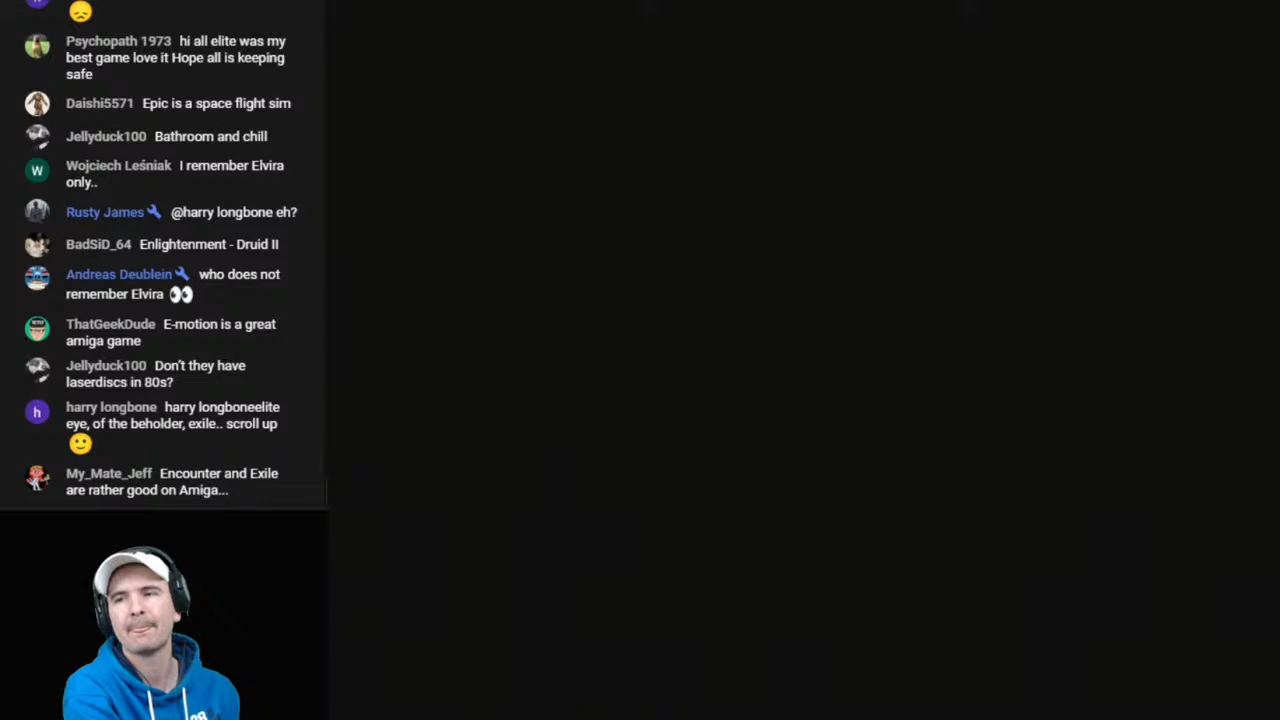 Psychopath 1973 hi all elite was my
best game love it Hope all is keeping
safe
Daishi5571 Epic is a space flight sim
Jellyduck100 Bathroom and chill
W
Wojciech Leśniak I remember Elvira
only..
Rusty James @harry longbone eh?
BadSiD_64 Enlightenment - Druid II
Andreas Deublein who does not
remember Elvira 👀
ThatGeekDude E-motion is a great
amiga game
Jellyduck100 Don't they have
laserdiscs in 80s?
h
harry longbone harry longboneelite
eye, of the beholder, exile.. scroll up
🙂
My_Mate_Jeff Encounter and Exile
are rather good on Amiga...